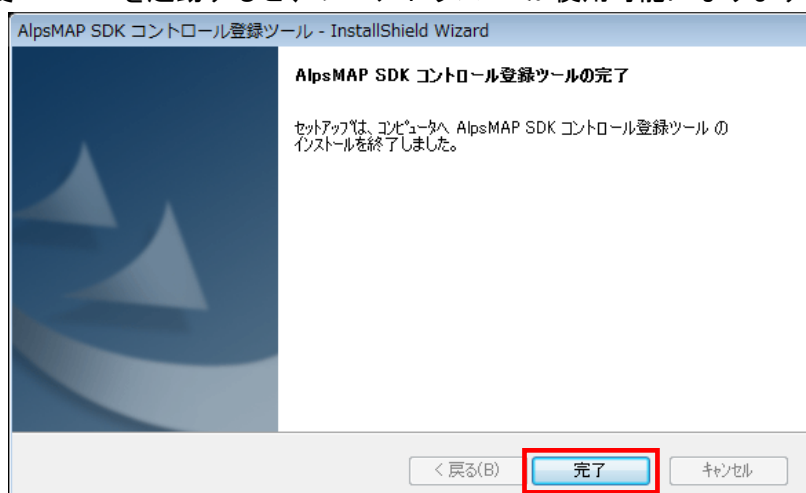 AlpsMAP SDK コントロール登録ツール - InstallShield Wizard
AlpsMAP SDK コントロール登録ツールの完了
セットアップは、コンピュータへ AlpsMAP SDK コントロール登録ツール の
インストールを終了しました。
< 戻る(B)
完了
キャンセル